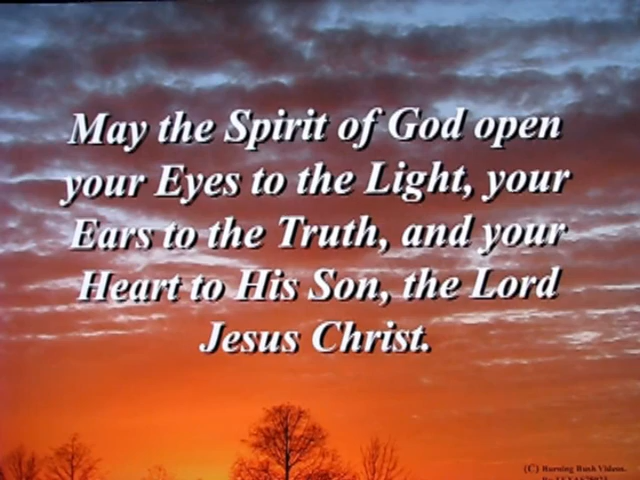 May the Spirit of God open
your Eyes to the Light, your
Ears to the Truth, and your
Heart to His Son, the Lord
Jesus Christ.
(C) Burning Bush Videos.